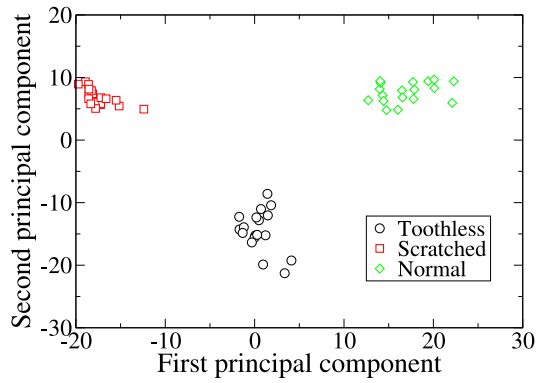 20
10
0
-10
-20
-30
Second principal component
Toothless
Scratched
Normal
-20 -10 0 10 20 30
First principal component